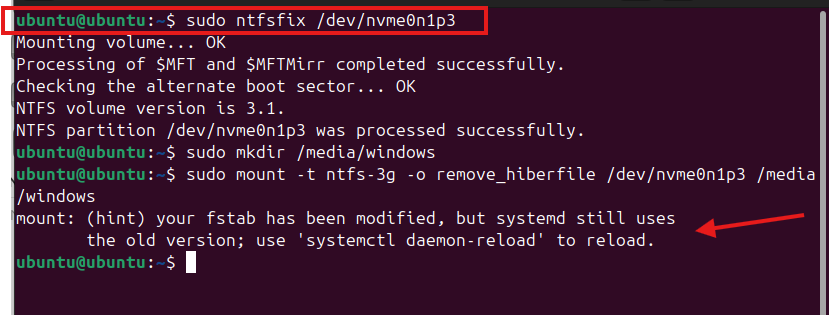 ubuntu@ubuntu:~$ sudo ntfsfix /dev/nvme0n1p3
Mounting volume... OK
Processing of $MFT and $MFTMirr completed successfully.
Checking the alternate boot sector... OK
NTFS volume version is 3.1.
NTFS partition /dev/nvme0n1p3 was processed successfully.
ubuntu@ubuntu:~$ sudo mkdir /media/windows
ubuntu@ubuntu:~$ sudo mount -t ntfs-3g -o remove_hiberfile /dev/nvme0n1p3 /media
/windows
mount: (hint) your fstab has been modified, but systemd still uses
       the old version; use 'systemctl daemon-reload' to reload.
ubuntu@ubuntu:~$